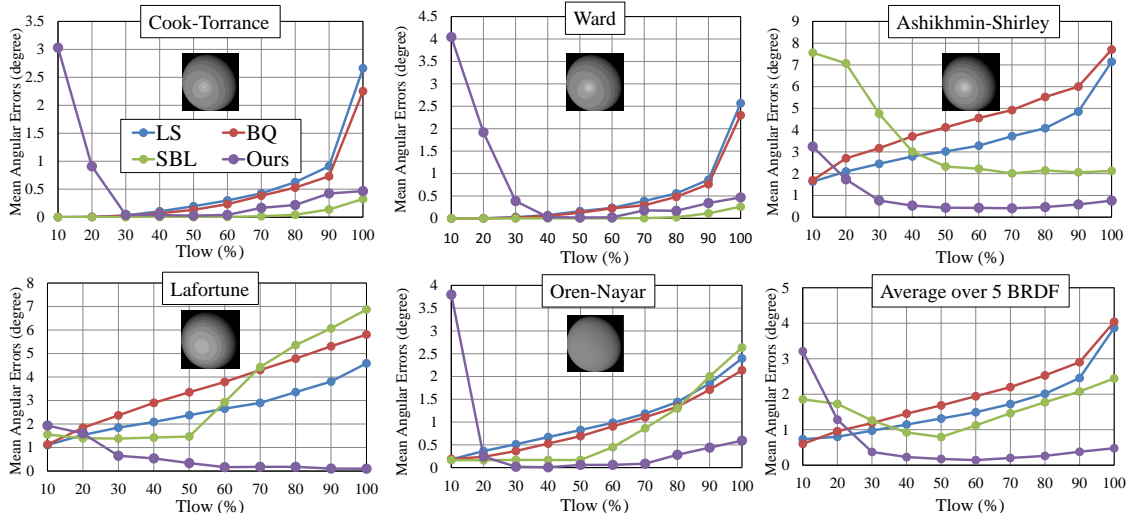 Cook-Torrance
Mean Angular Errors (degree)
3.5
3
2.5
2
1.5
1
0.5
0
LS
BQ
SBL
Ours
10 20 30 40 50 60 70 80 90 100
Tlow (%)
Ward
Mean Angular Errors (degree)
4.5
4
3.5
3
2.5
2
1.5
1
0.5
0
10 20 30 40 50 60 70 80 90 100
Tlow (%)
Ashikhmin-Shirley
Mean Angular Errors (degree)
9
8
7
6
5
4
3
2
1
0
10 20 30 40 50 60 70 80 90 100
Tlow (%)
Lafortune
Mean Angular Errors (degree)
8
7
6
5
4
3
2
1
0
10 20 30 40 50 60 70 80 90 100
Tlow (%)
Oren-Nayar
Mean Angular Errors (degree)
4
3.5
3
2.5
2
1.5
1
0.5
0
10 20 30 40 50 60 70 80 90 100
Tlow (%)
Average over 5 BRDF
Mean Angular Errors (degree)
5
4
3
2
1
0
10 20 30 40 50 60 70 80 90 100
Tlow (%)